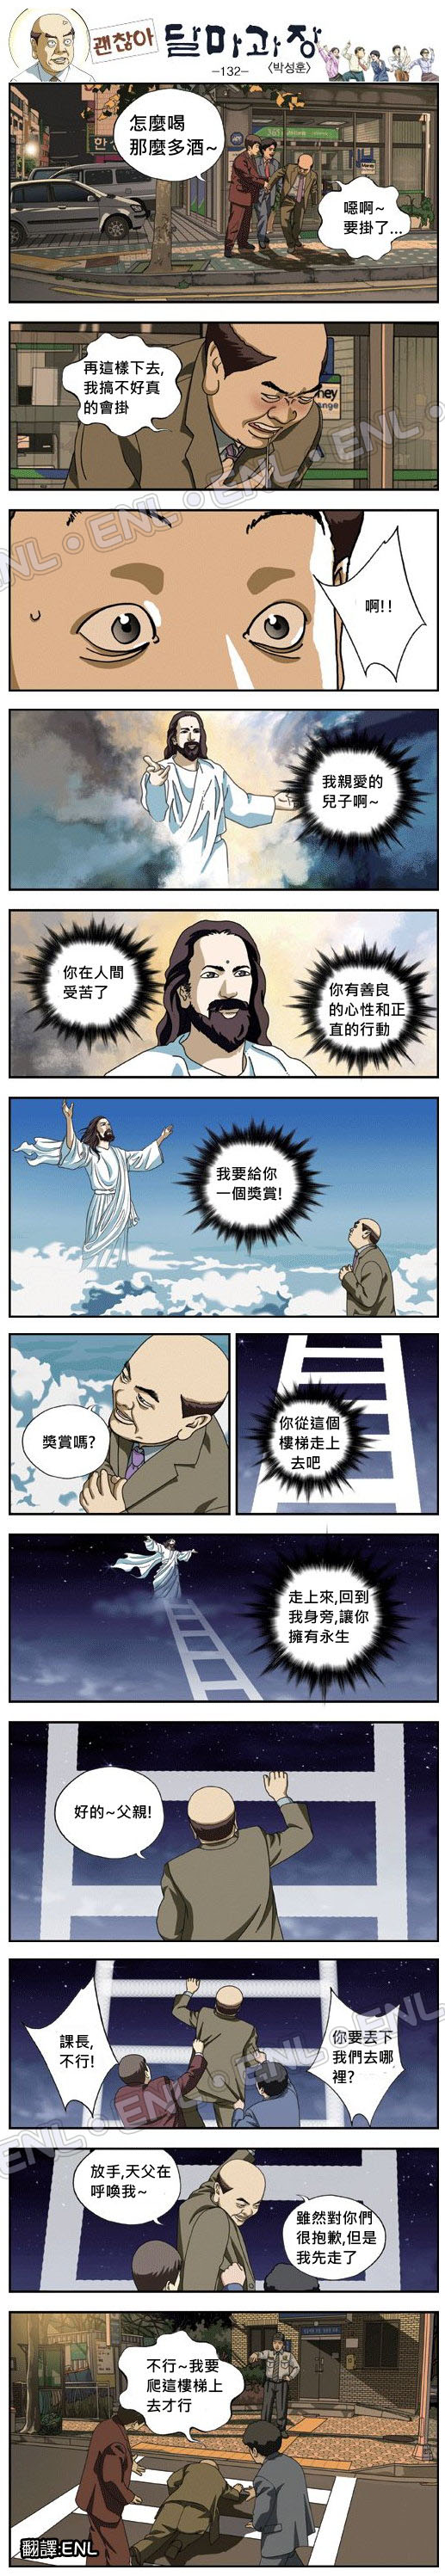 괜찮아
달마과장
-132-
〈박성훈〉
怎麼喝
那麼多酒~
噁啊~
要掛了...
再這樣下去,
我搞不好真
的會掛
ENL • ENL • ENL • ENL
啊!!
我親愛的
兒子啊~
你在人間
受苦了
你有善良
的心性和正
直的行動
我要給你
一個獎賞!
獎賞嗎?
你從這個
樓梯走上
去吧
走上來,回到
我身旁,讓你
擁有永生
好的~父親!
課長,
不行!
你要丟下
我們去哪
裡?
ENL • ENL • ENL • ENL
放手,天父在
呼喚我~
雖然對你們
很抱歉,但是
我先走了
不行~我要
爬這樓梯上
去才行
翻譯:ENL